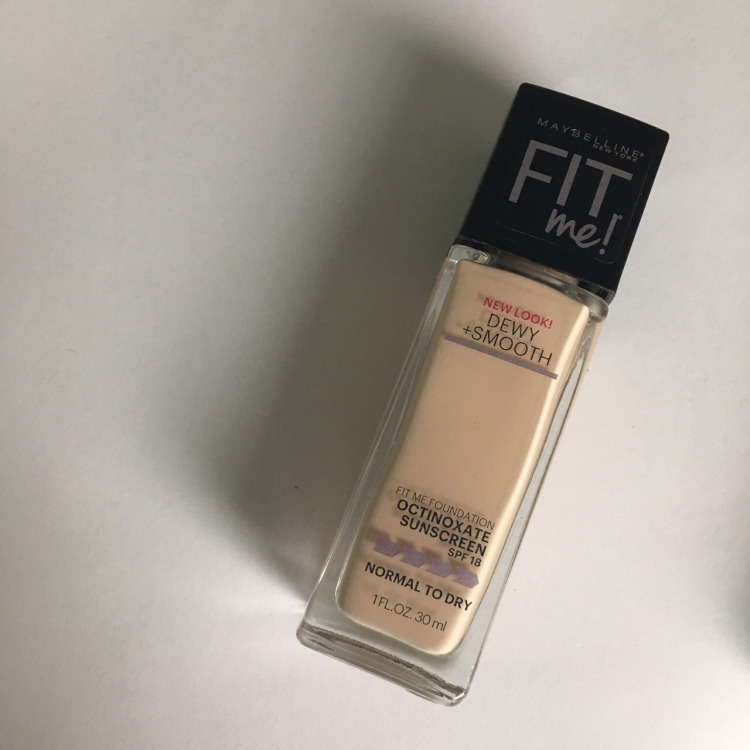 MAYBELLINE®
NEW YORK
FIT
me!
NEW LOOK!
DEWY
+SMOOTH
FIT ME FOUNDATION
OCTINOXATE
SUNSCREEN
SPF 18
NORMAL TO DRY
1 FL.OZ. 30 ml